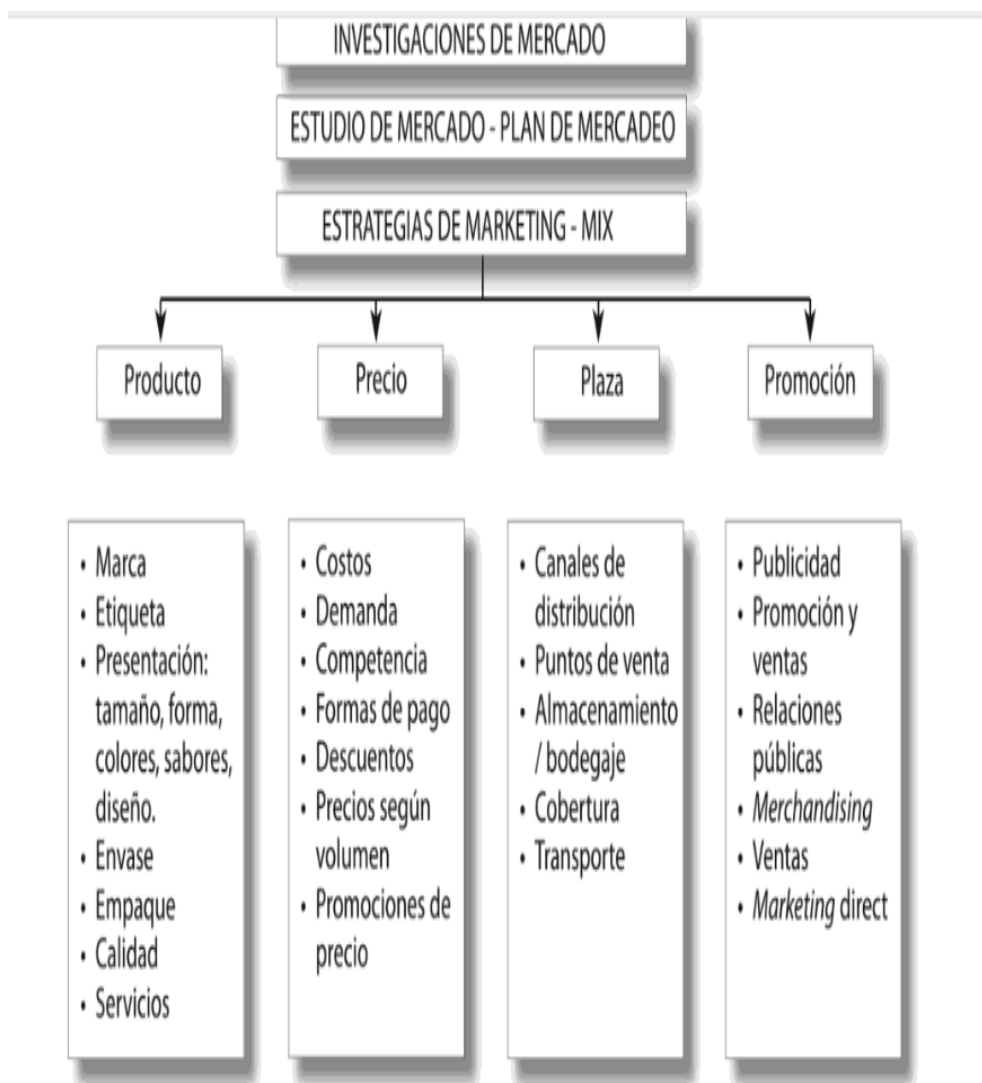 INVESTIGACIONES DE MERCADO
ESTUDIO DE MERCADO - PLAN DE MERCADEO
ESTRATEGIAS DE MARKETING - MIX
Producto
Precio
Plaza
Promoción
• Marca
• Etiqueta
• Presentación:
tamaño, forma,
colores, sabores,
diseño.
• Envase
• Empaque
• Calidad
• Servicios
• Costos
• Demanda
• Competencia
• Formas de pago
• Descuentos
• Precios según
volumen
• Promociones de
precio
• Canales de
distribución
• Puntos de venta
• Almacenamiento
/ bodegaje
• Cobertura
• Transporte
• Publicidad
• Promoción y
ventas
• Relaciones
públicas
• Merchandising
• Ventas
• Marketing direct